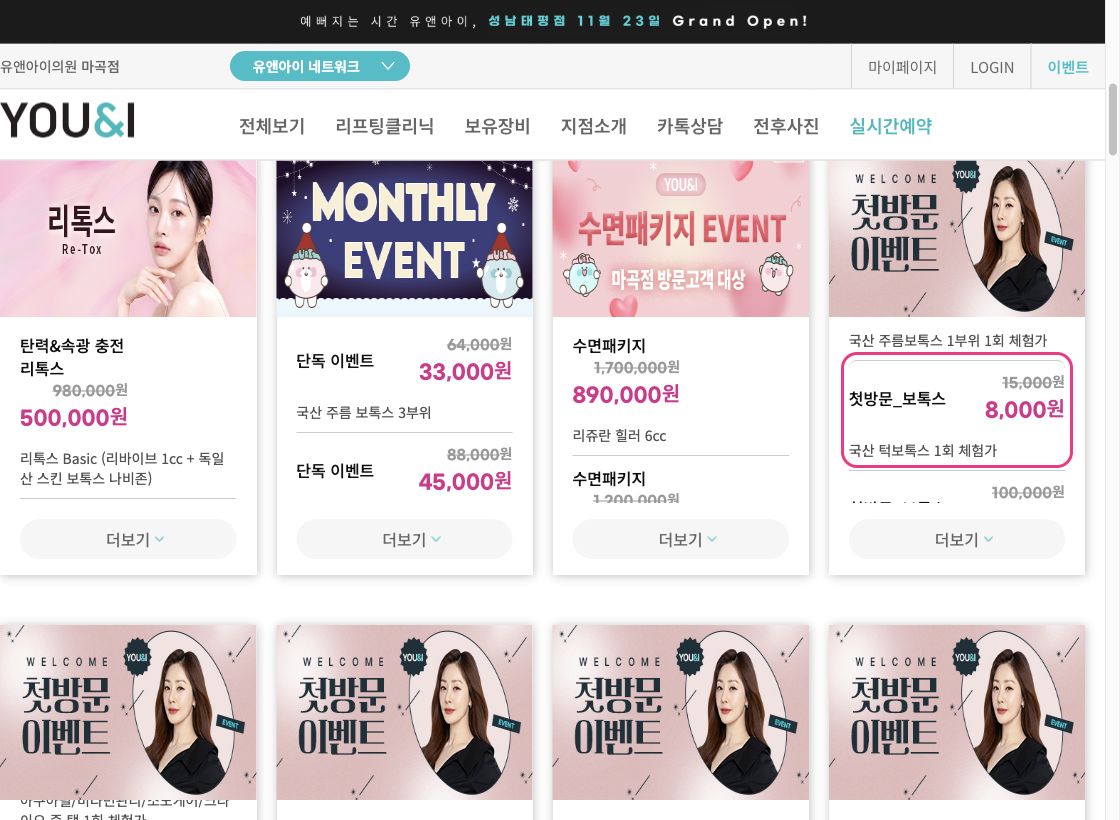 예뻐지는 시간 유앤아이, 성남태평점 11월 23일 Grand Open!
유앤아이의원 마곡점
유앤아이 네트워크
마이페이지
LOGIN
이벤트
YOU&I
전체보기
리프팅클리닉
보유장비
지점소개
카톡상담
전후사진
실시간예약
리톡스
Re-Tox
탄력&속광 충전
리톡스
980,000원
500,000원
리톡스 Basic (리바이브 1cc + 독일
산 스킨 보톡스 나비존)
더보기
MONTHLY
EVENT
단독 이벤트
64,000원
33,000원
국산 주름 보톡스 3부위
단독 이벤트
88,000원
45,000원
더보기
YOU&I
수면패키지 EVENT
마곡점 방문고객 대상
수면패키지
1,700,000원
890,000원
리쥬란 힐러 6cc
수면패키지
1,200,000원
더보기
WELCOME
YOU&I
첫방문
이벤트
EVENT
국산 주름보톡스 1부위 1회 체험가
첫방문_보톡스
15,000원
8,000원
국산 턱보톡스 1회 체험가
100,000원
더보기
WELCOME
YOU&I
첫방문
이벤트
EVENT
WELCOME
YOU&I
첫방문
이벤트
EVENT
WELCOME
YOU&I
첫방문
이벤트
EVENT
WELCOME
YOU&I
첫방문
이벤트
EVENT